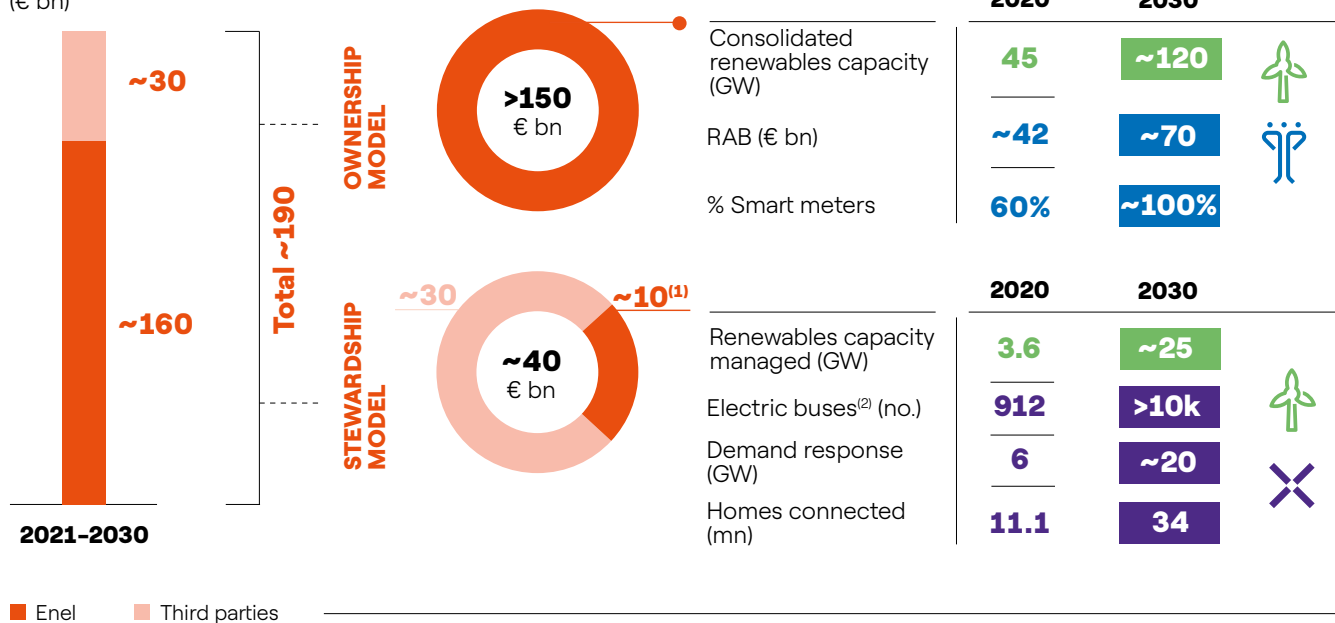 (€ bn)
~30
~160
2021–2030
Total ~190
OWNERSHIP
MODEL
>150
€ bn
2020 2030
Consolidated
renewables capacity
(GW)
45 ~120
RAB (€ bn)
~42 ~70
% Smart meters
60% ~100%
STEWARDSHIP
MODEL
~30
~10(1)
~40
€ bn
2020 2030
Renewables capacity
managed (GW)
3.6 ~25
Electric buses(2) (no.)
912 >10k
Demand response
(GW)
6 ~20
Homes connected
(mn)
11.1 34
Enel Third parties